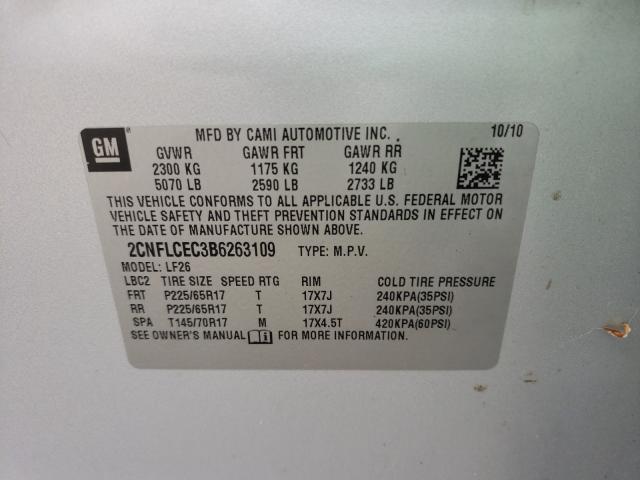 GM
MFD BY CAMI AUTOMOTIVE INC. 10/10
GVWR GAWR FRT GAWR RR
2300 KG 1175 KG 1240 KG
5070 LB 2590 LB 2733 LB
THIS VEHICLE CONFORMS TO ALL APPLICABLE U.S. FEDERAL MOTOR
VEHICLE SAFETY AND THEFT PREVENTION STANDARDS IN EFFECT ON
THE DATE OF MANUFACTURE SHOWN ABOVE.
2CNFLCEC3B6263109 TYPE: M.P.V.
MODEL: LF26
LBC2 TIRE SIZE SPEED RTG RIM COLD TIRE PRESSURE
FRT P225/65R17 T 17X7J 240KPA(35PSI)
RR P225/65R17 T 17X7J 240KPA(35PSI)
SPA T145/70R17 M 17X4.5T 420KPA(60PSI)
SEE OWNER'S MANUAL FOR MORE INFORMATION.